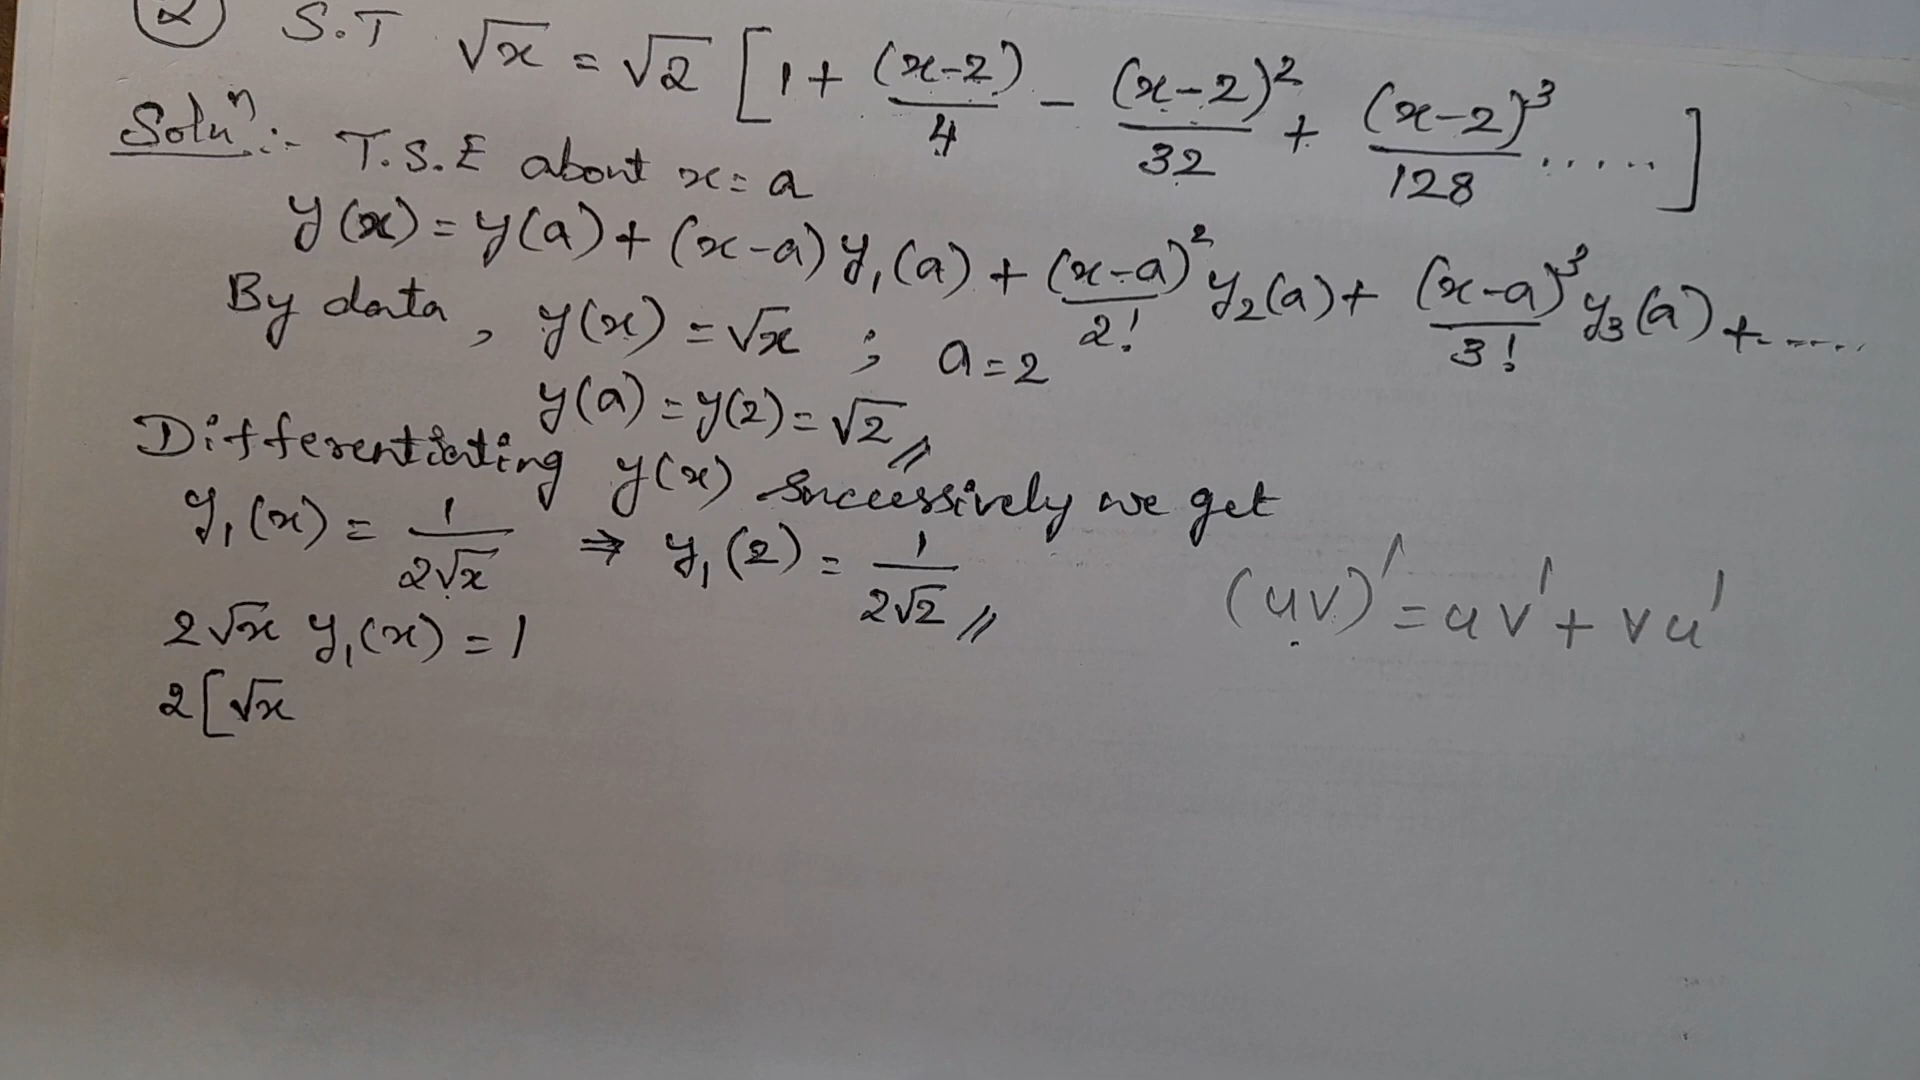 ② S.T √x = √2 [1 + (x-2)/4 - (x-2)²/32 + (x-2)³/128 .....]
Soluⁿ:- T.S.E about x=a
y(x) = y(a) + (x-a) y₁(a) + (x-a)²/2! y₂(a) + (x-a)³/3! y₃(a) + ......
By data, y(x) = √x ; a=2
y(a) = y(2) = √2 //
Differentiating y(x) successively we get
y₁(x) = 1/2√x ⇒ y₁(2) = 1/2√2 //
(uv)' = uv' + vu'
2√x y₁(x) = 1
2[√x